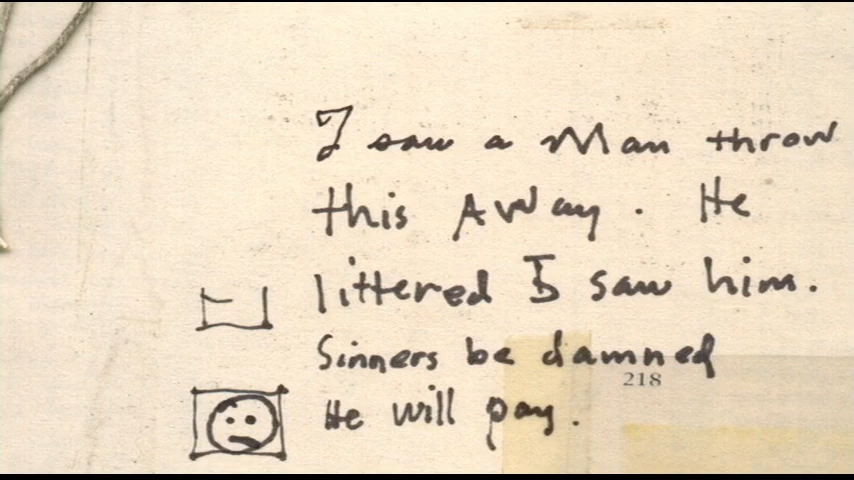 I saw a Man throw
this AWay. He
littered I saw him.
Sinners be damned
218
He will pay.